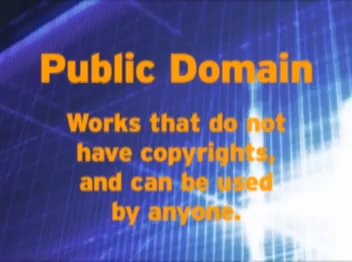 Public Domain
Works that do not
have copyrights,
and can be used
by anyone.